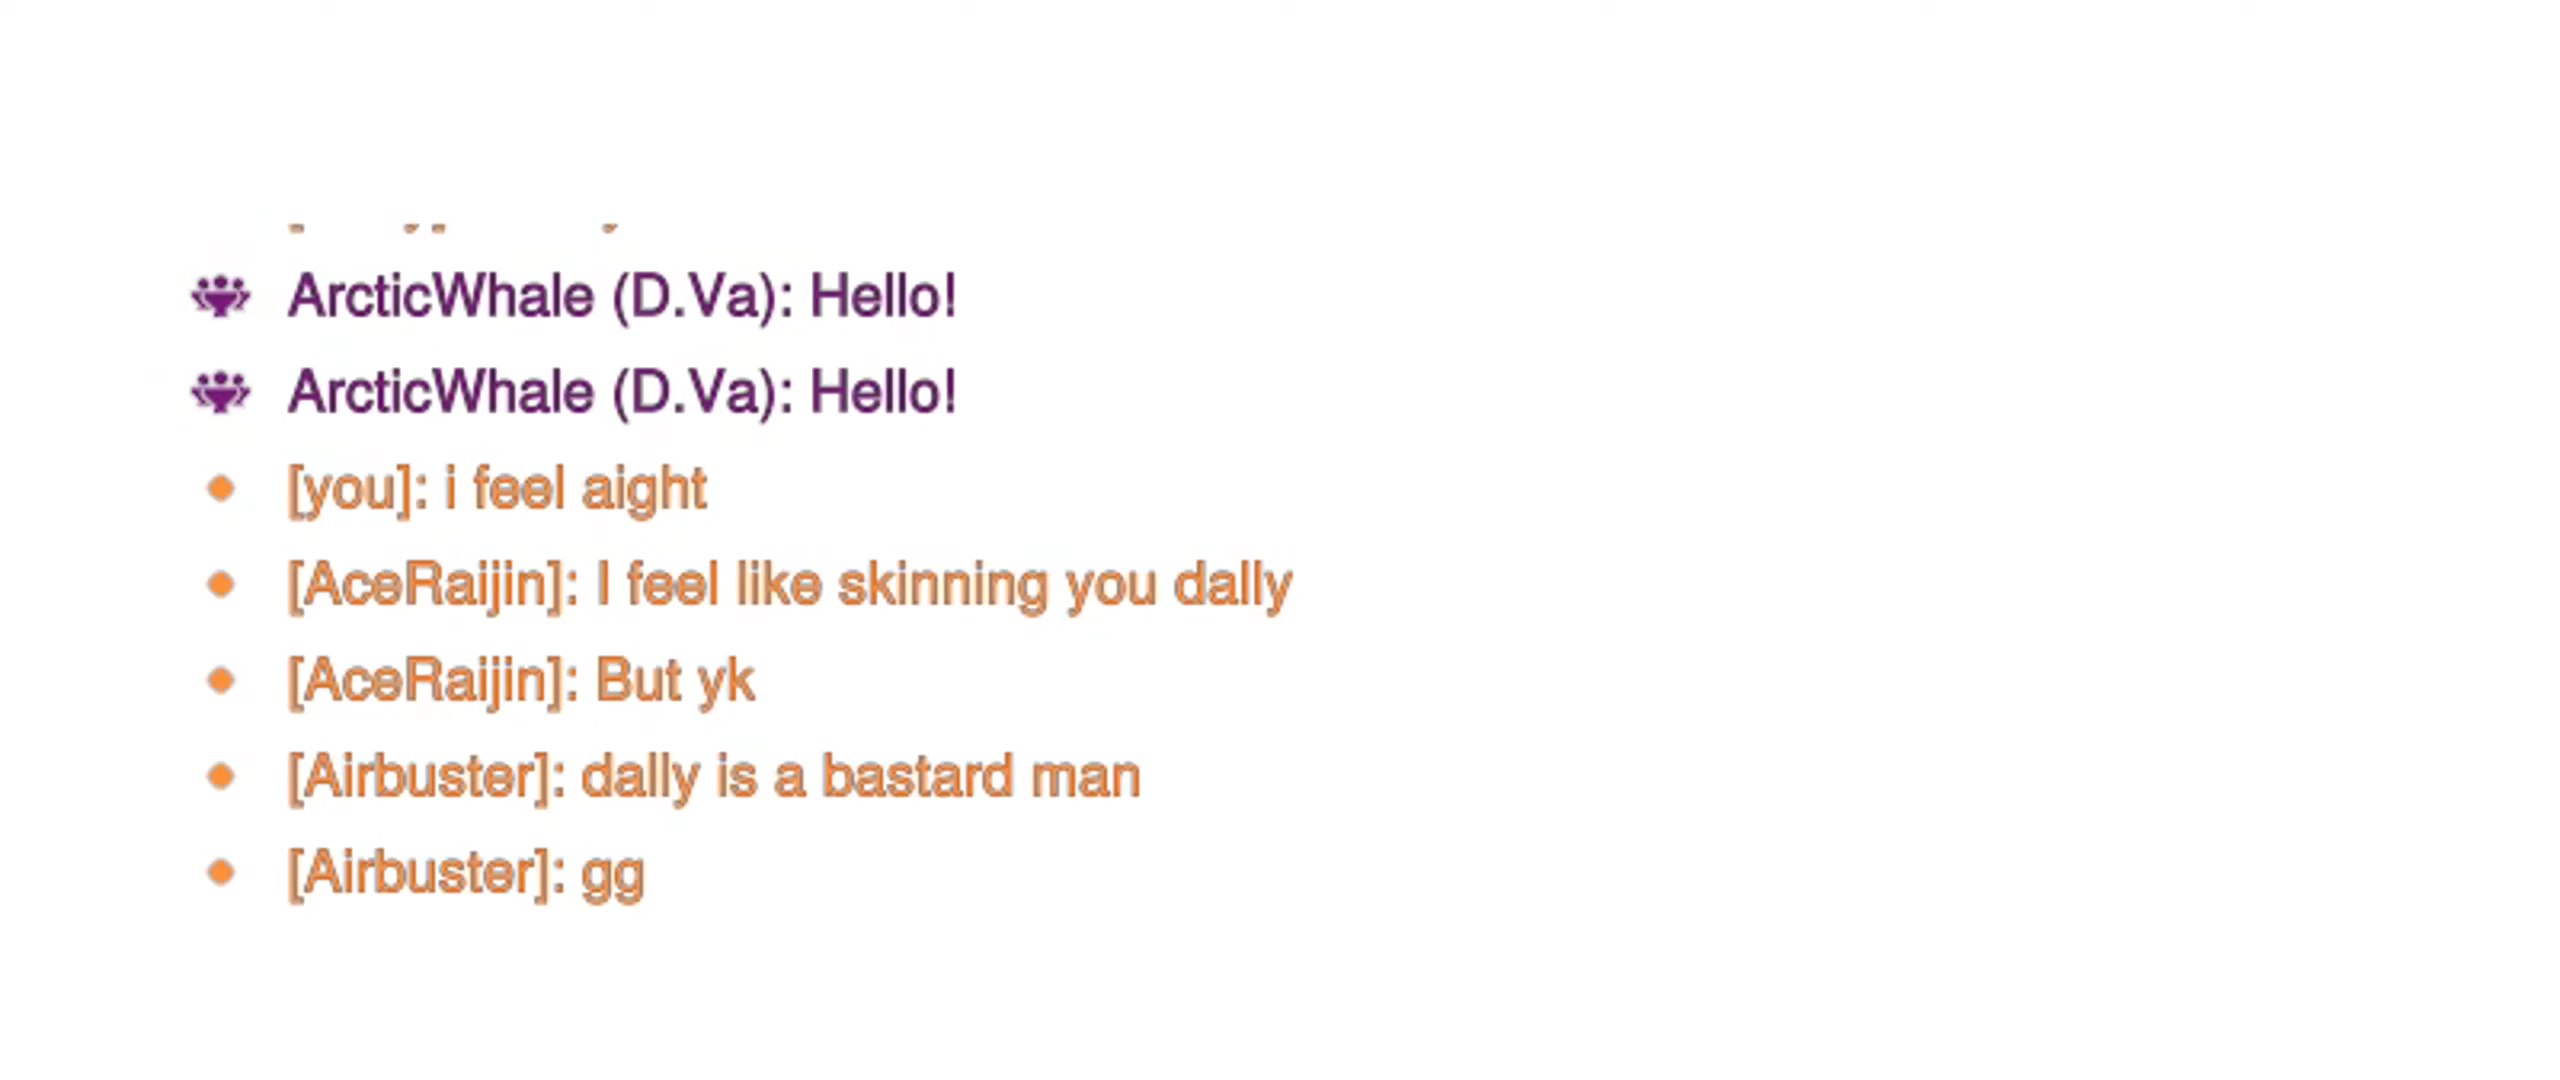 ArcticWhale (D.Va): Hello!
ArcticWhale (D.Va): Hello!
[you]: i feel aight
[AceRaijin]: I feel like skinning you dally
[AceRaijin]: But yk
[Airbuster]: dally is a bastard man
[Airbuster]: gg